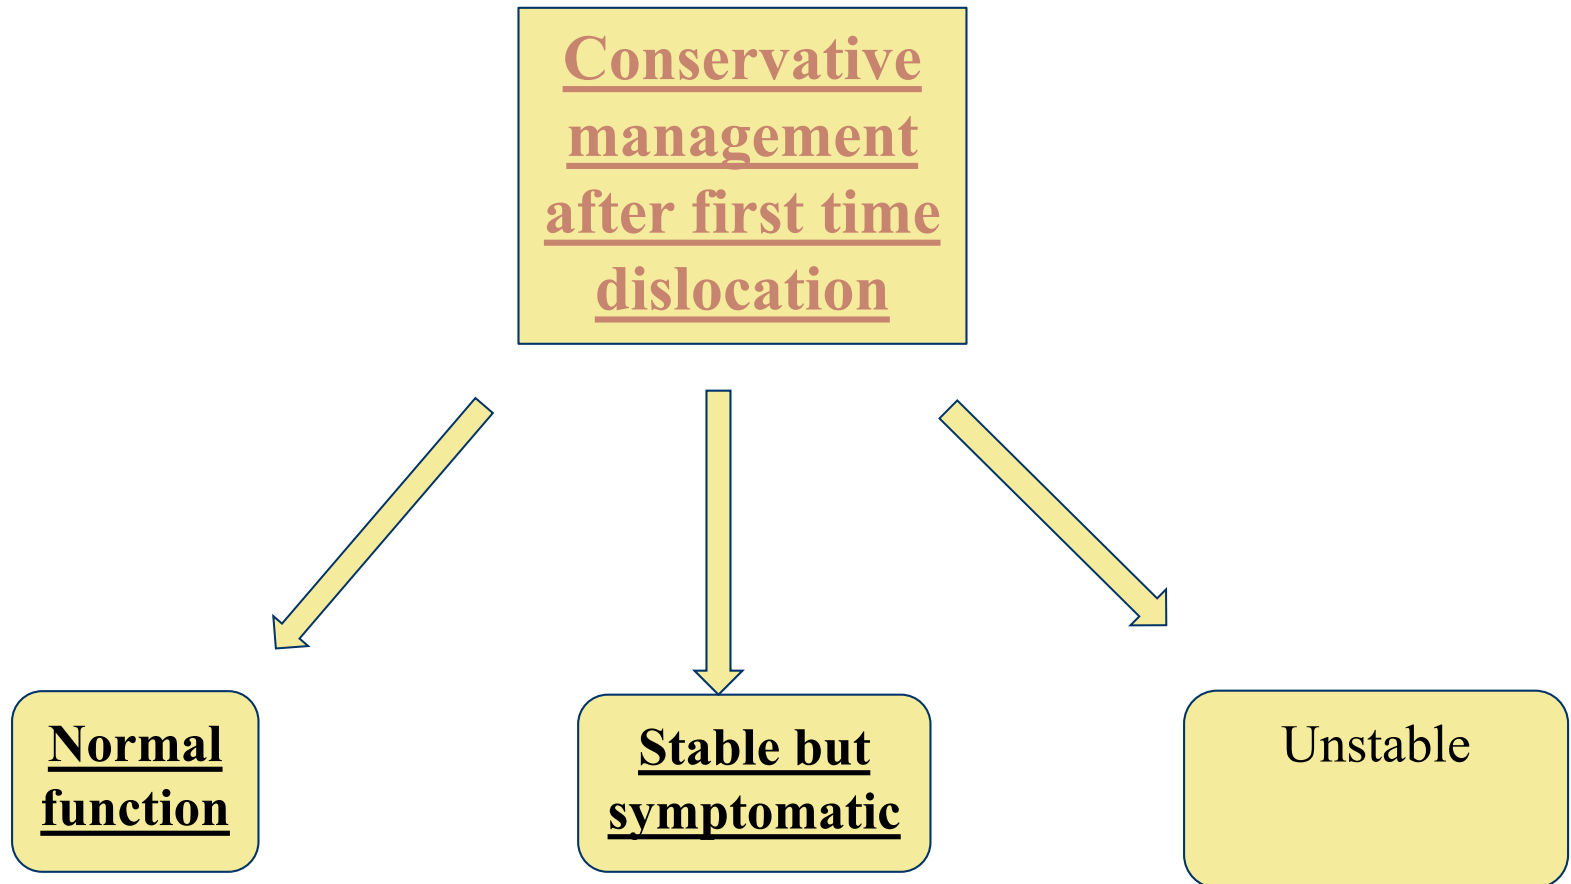 Conservative
management
after first time
dislocation
Normal
function
Stable but
symptomatic
Unstable